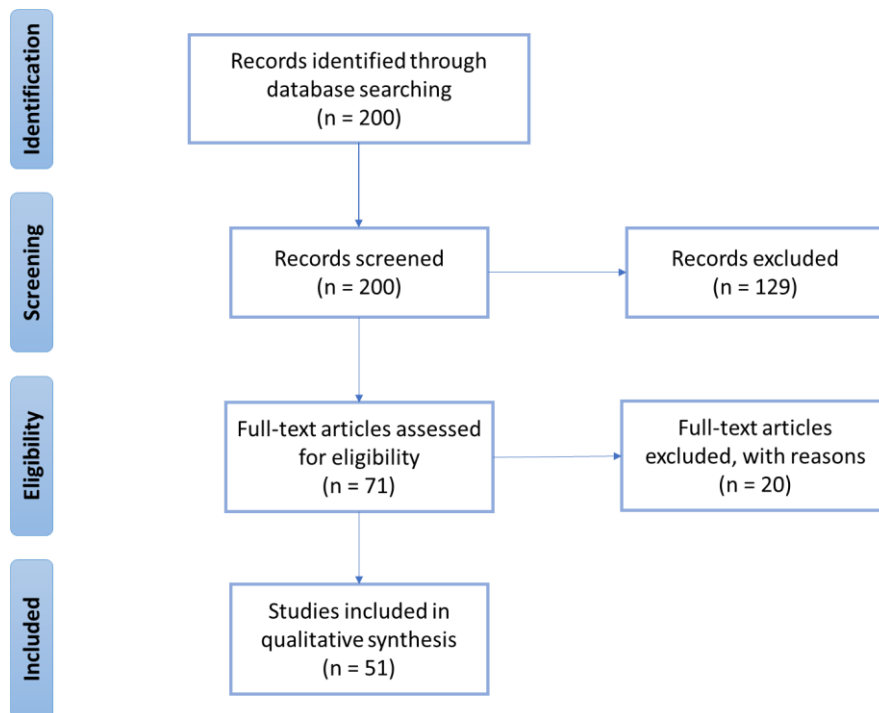 Identification
Records identified through
database searching
(n = 200)
Screening
Records screened
(n = 200)
Records excluded
(n = 129)
Eligibility
Full-text articles assessed
for eligibility
(n = 71)
Full-text articles
excluded, with reasons
(n = 20)
Included
Studies included in
qualitative synthesis
(n = 51)